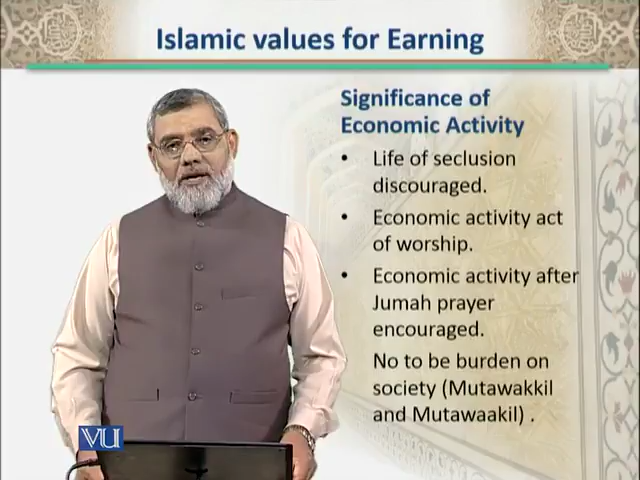 Islamic values for Earning
Significance of
Economic Activity
• Life of seclusion
discouraged.
• Economic activity act
of worship.
• Economic activity after
Jumah prayer
encouraged.
No to be burden on
society (Mutawakkil
and Mutawaakil) .
VU